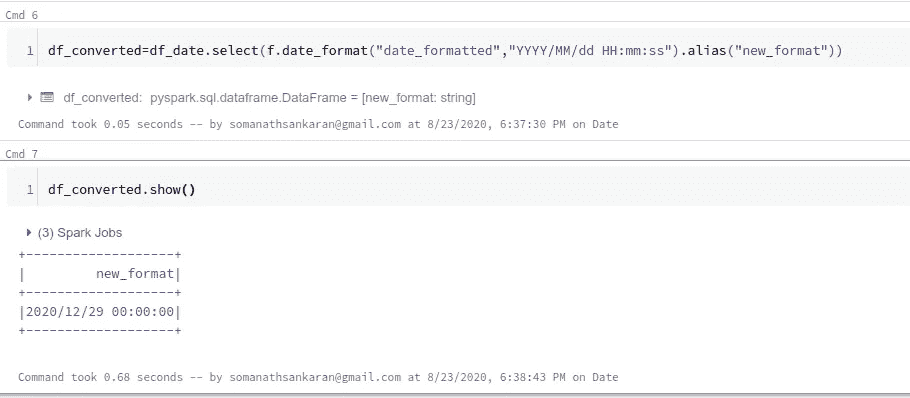 Cmd 6
1 df_converted=df_date.select(f.date_format("date_formatted","YYYY/MM/dd HH:mm:ss").alias("new_format"))
df_converted: pyspark.sql.dataframe.DataFrame = [new_format: string]
Command took 0.05 seconds -- by somanathsankaran@gmail.com at 8/23/2020, 6:37:30 PM on Date
Cmd 7
1 df_converted.show()
(3) Spark Jobs
+-------------------+
|         new_format|
+-------------------+
|2020/12/29 00:00:00|
+-------------------+
Command took 0.68 seconds -- by somanathsankaran@gmail.com at 8/23/2020, 6:38:43 PM on Date